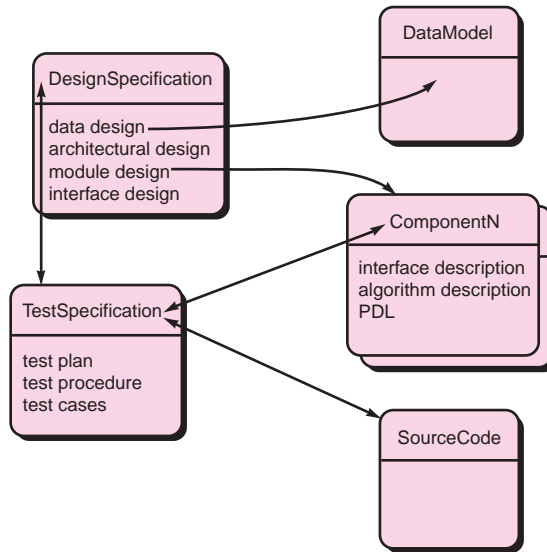 DesignSpecification
data design
architectural design
module design
interface design
DataModel
ComponentN
interface description
algorithm description
PDL
TestSpecification
test plan
test procedure
test cases
SourceCode